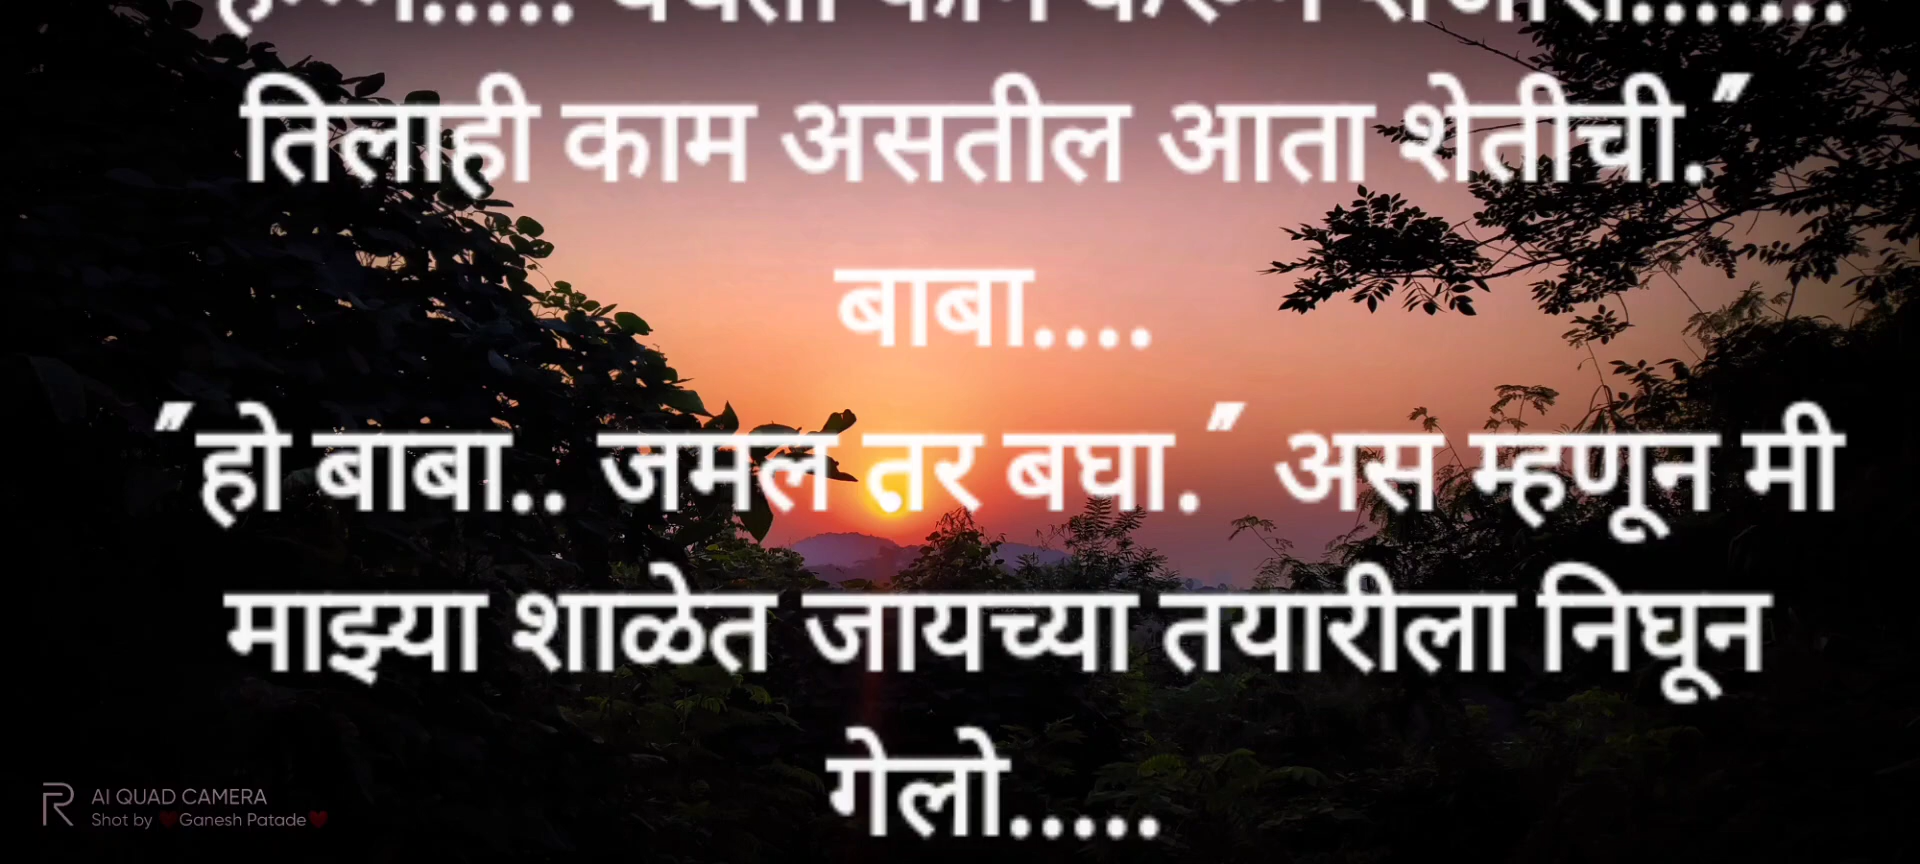 तिलाही काम असतील आता शेतीची."
बाबा....
"हो बाबा.. जमल तर बघा." अस म्हणून मी
माझ्या शाळेत जायच्या तयारीला निघून
गेलो.....
AI QUAD CAMERA
Shot by ❤Ganesh Patade❤